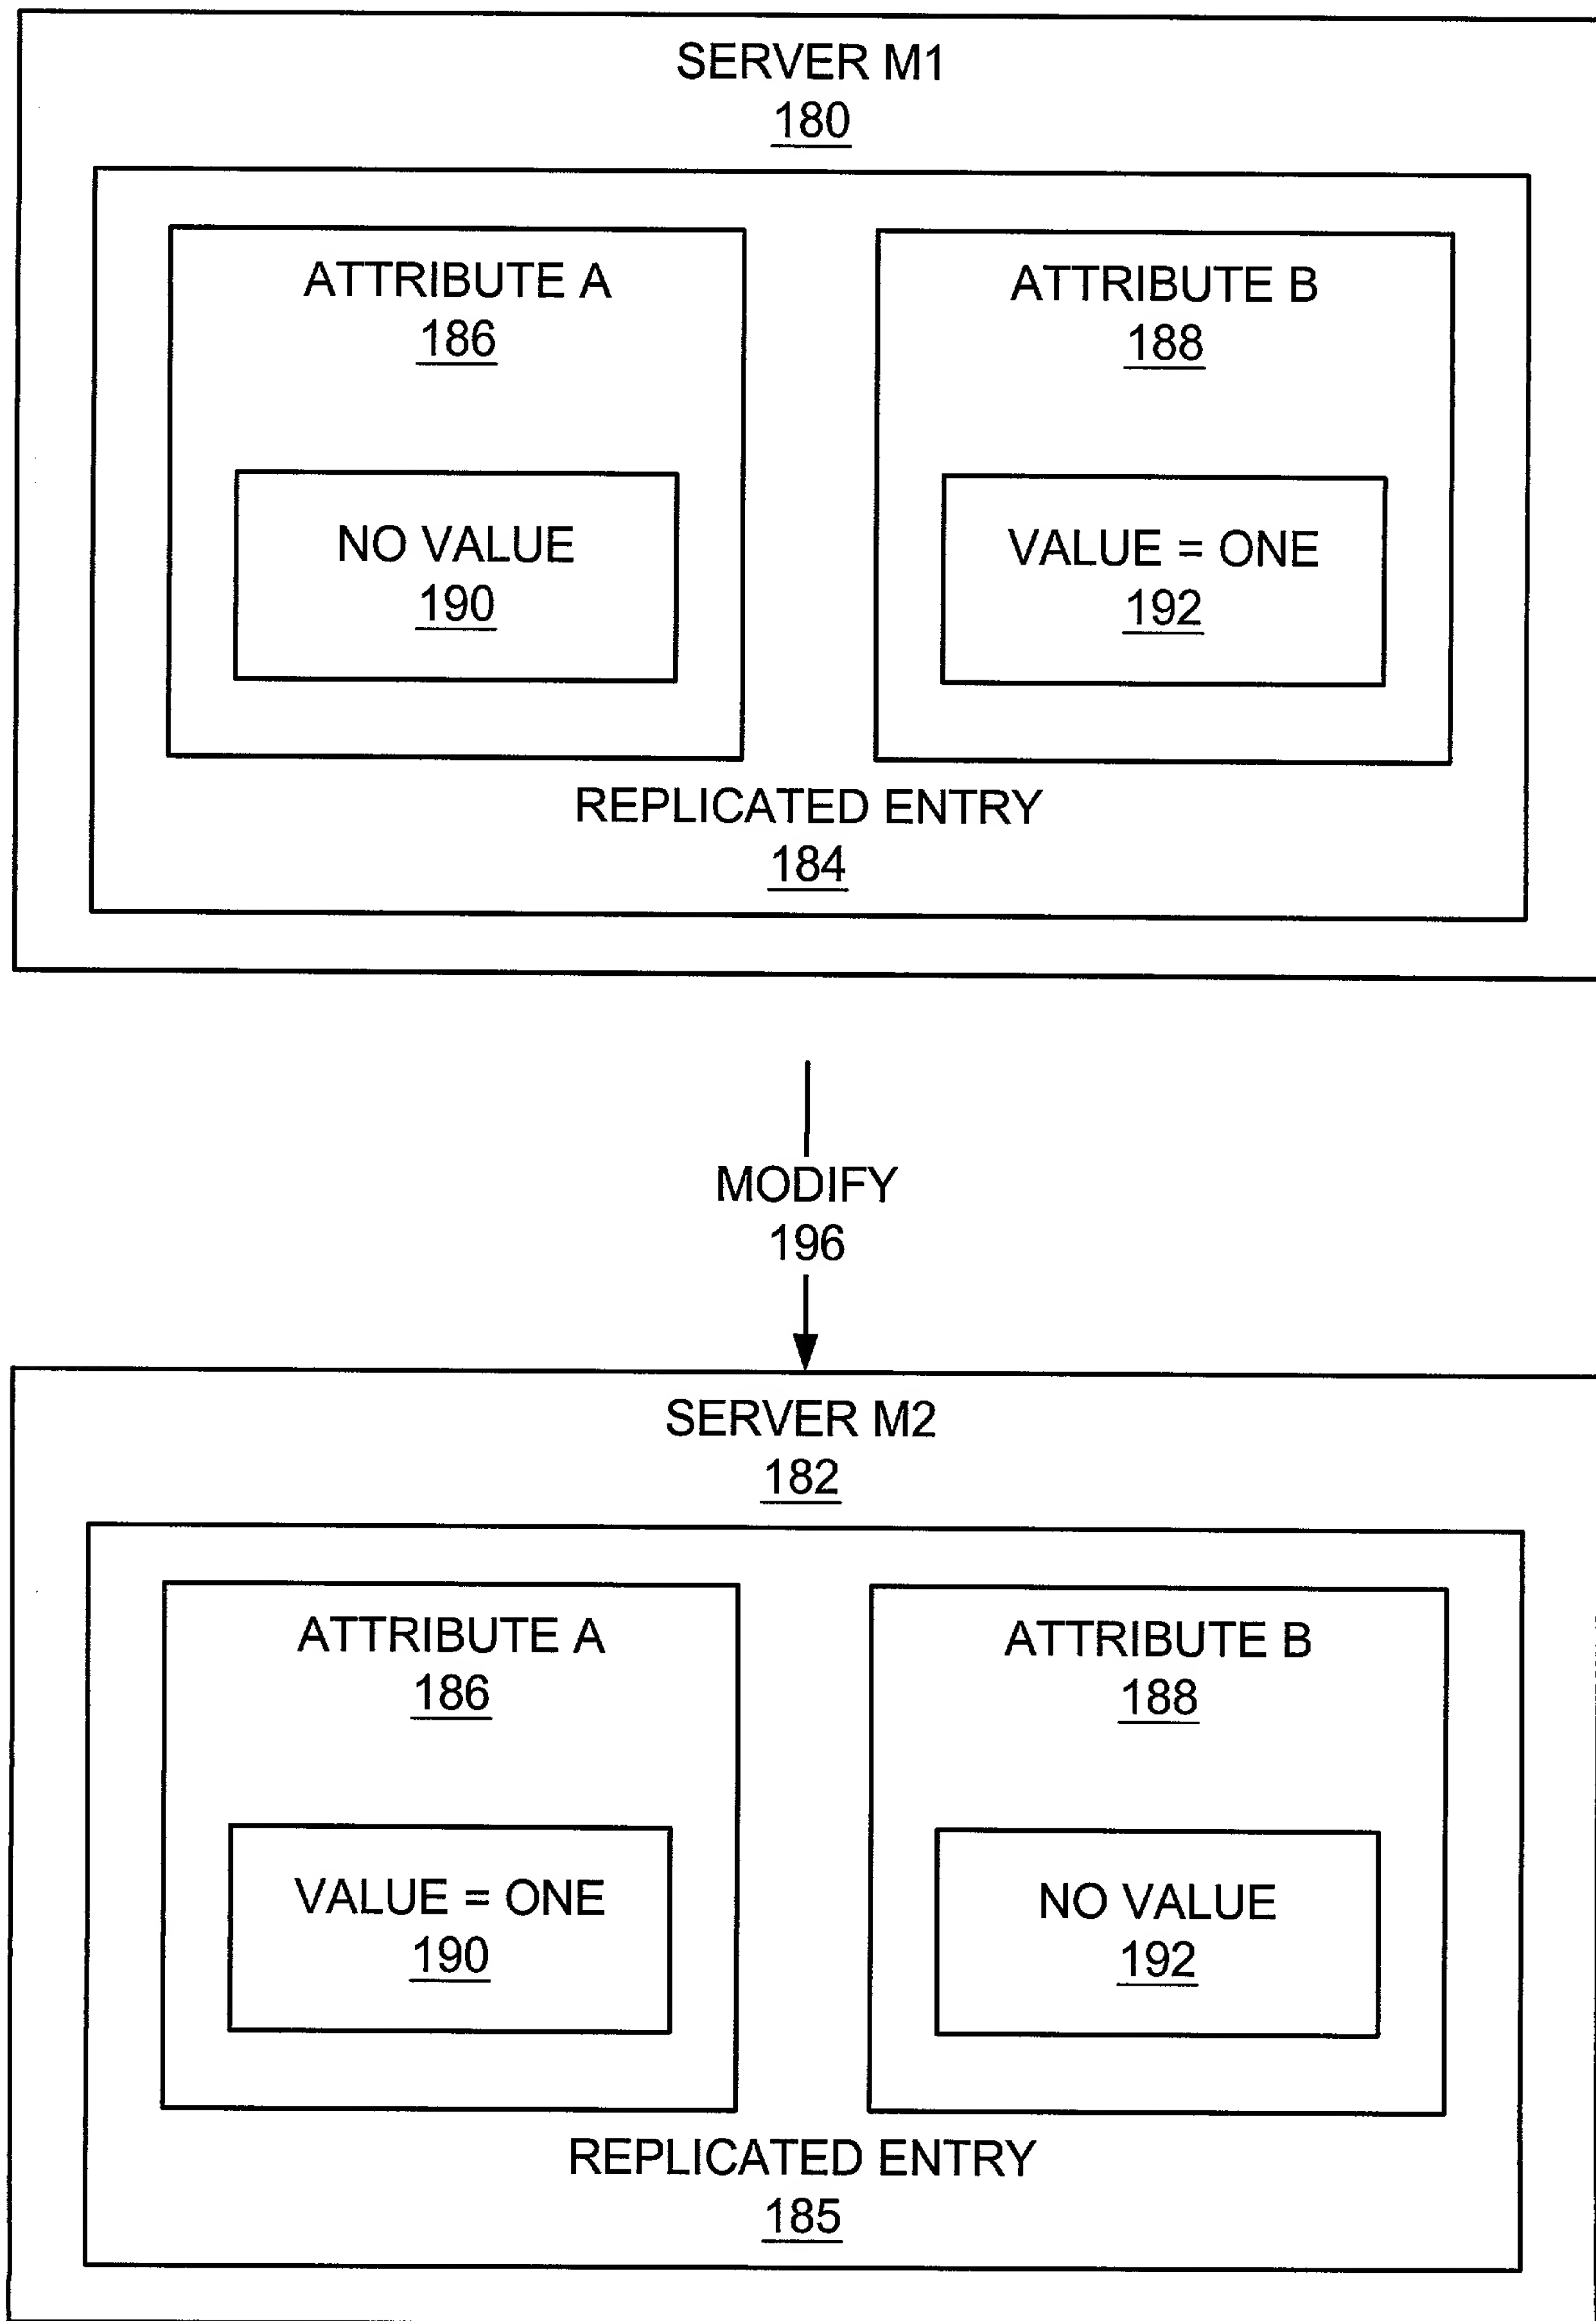 SERVER M1
180
ATTRIBUTE A
186
NO VALUE
190
ATTRIBUTE B
188
VALUE = ONE
192
REPLICATED ENTRY
184
MODIFY
196
SERVER M2
182
ATTRIBUTE A
186
VALUE = ONE
190
ATTRIBUTE B
188
NO VALUE
192
REPLICATED ENTRY
185